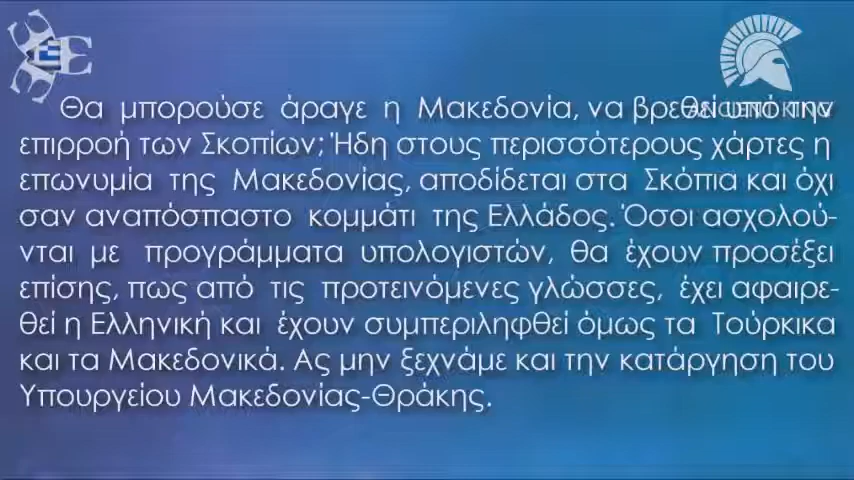 Θα μπορούσε άραγε η Μακεδονία, να βρεθεί υπό την
επιρροή των Σκοπίων; Ήδη στους περισσότερους χάρτες η
επωνυμία της Μακεδονίας, αποδίδεται στα Σκόπια και όχι
σαν αναπόσπαστο κομμάτι της Ελλάδος. Όσοι ασχολού-
νται με προγράμματα υπολογιστών, θα έχουν προσέξει
επίσης, πως από τις προτεινόμενες γλώσσες, έχει αφαιρε-
θεί η Ελληνική και έχουν συμπεριληφθεί όμως τα Τούρκικα
και τα Μακεδονικά. Ας μην ξεχνάμε και την κατάργηση του
Υπουργείου Μακεδονίας-Θράκης.